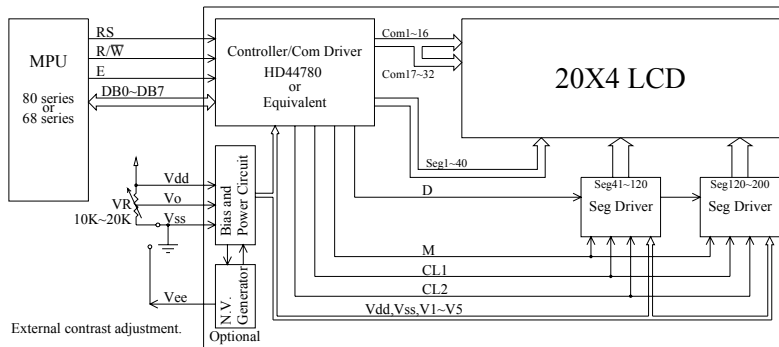 MPU
80 series
or
68 series
RS
R/W
E
DB0~DB7
Controller/Com Driver
HD44780
or
Equivalent
Com1~16
Com17~32
20X4 LCD
Seg1~40
D
Seg41~120
Seg Driver
Seg120~200
Seg Driver
Vdd
Vo
Vss
VR
10K~20K
Bias and
Power Circuit
M
CL1
CL2
Vdd,Vss,V1~V5
Vee
N.V.
Generator
Optional
External contrast adjustment.